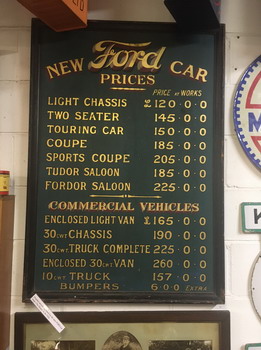 NEW Ford CAR
PRICES
PRICE AT WORKS
LIGHT CHASSIS £120·0·0
TWO SEATER 145·0·0
TOURING CAR 150·0·0
COUPE 185·0·0
SPORTS COUPE 205·0·0
TUDOR SALOON 185·0·0
FORDOR SALOON 225·0·0
COMMERCIAL VEHICLES
ENCLOSED LIGHT VAN £165·0·0
30CWT CHASSIS 190·0·0
30CWT TRUCK COMPLETE 225·0·0
ENCLOSED 30CWT VAN 260·0·0
10CWT TRUCK 157·0·0
BUMPERS 6·0·0 EXTRA